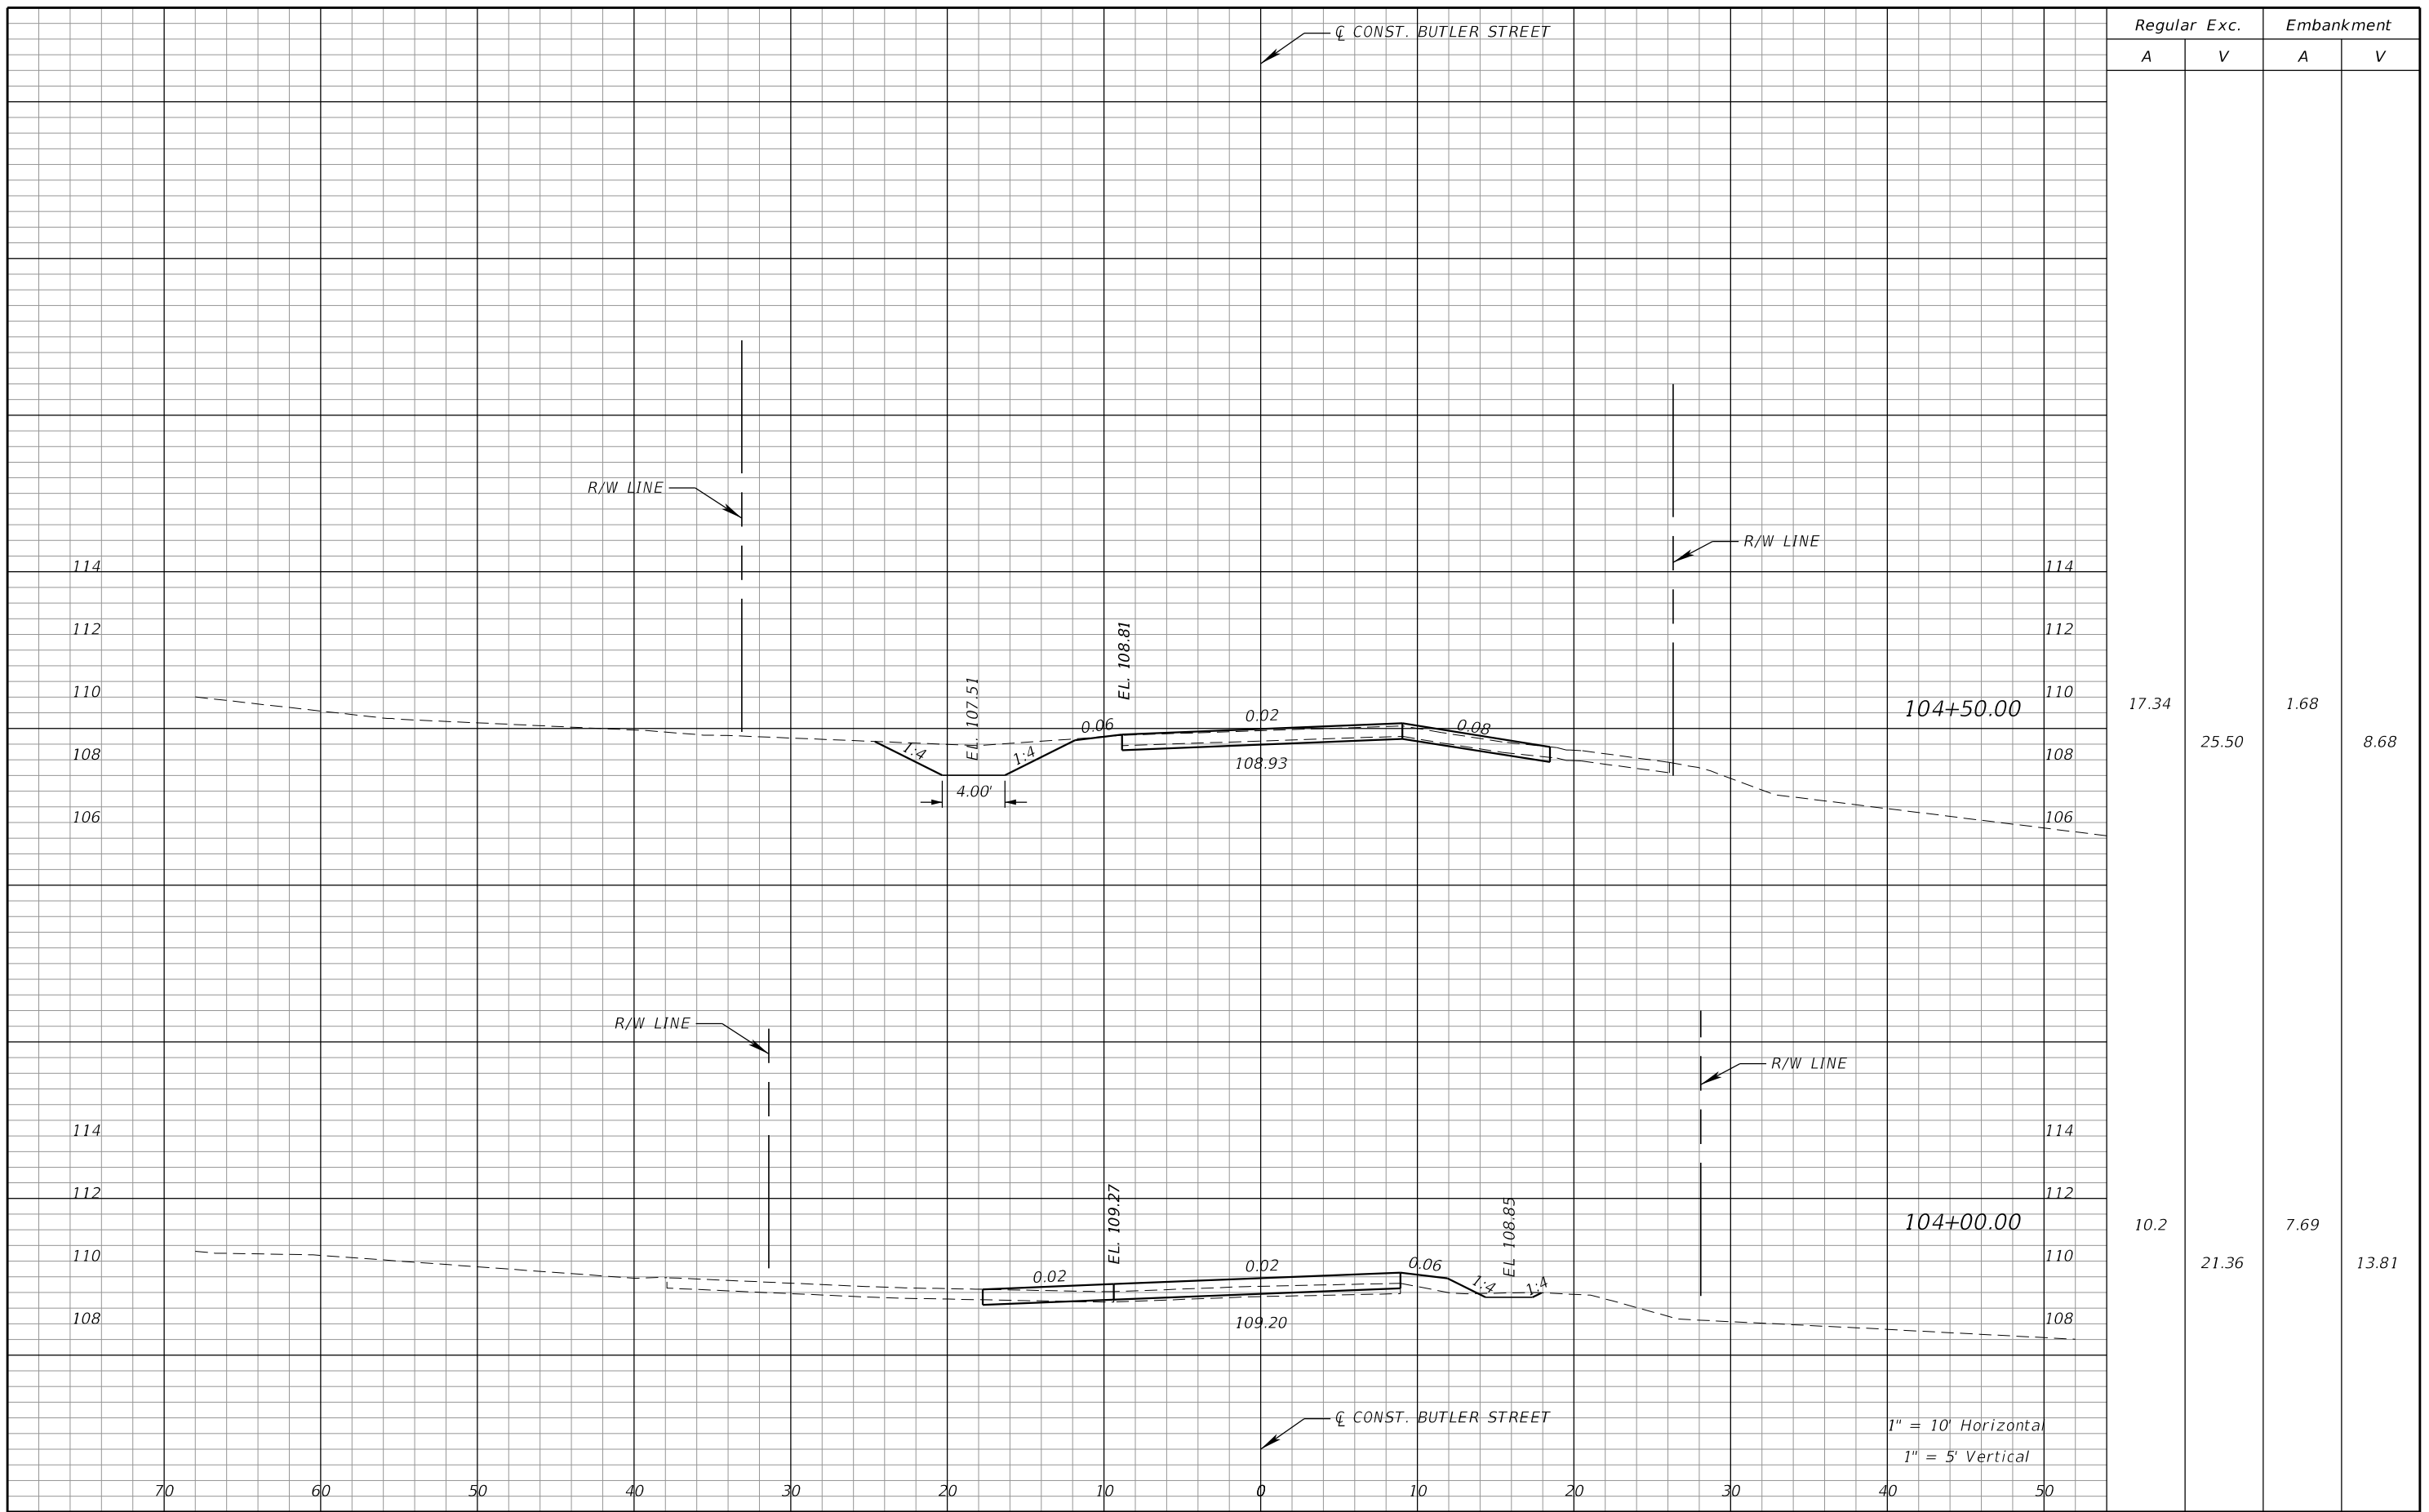 ℄ CONST. BUTLER STREET
Regular Exc. Embankment
A V A V
R/W LINE
R/W LINE
114 114
112 112
EL. 108.81
EL. 107.51
110 110
104+50.00 17.34 1.68
0.06 0.02 0.08
25.50 8.68
1:4 1:4
108 108
108.93
4.00'
106 106
R/W LINE
R/W LINE
114 114
112 112
EL. 109.27
EL 108.85
104+00.00 10.2 7.69
110 110
0.02 0.02 0.06
21.36 13.81
1:4 1:4
108 108
109.20
℄ CONST. BUTLER STREET
1" = 10' Horizontal
1" = 5' Vertical
70 60 50 40 30 20 10 0 10 20 30 40 50